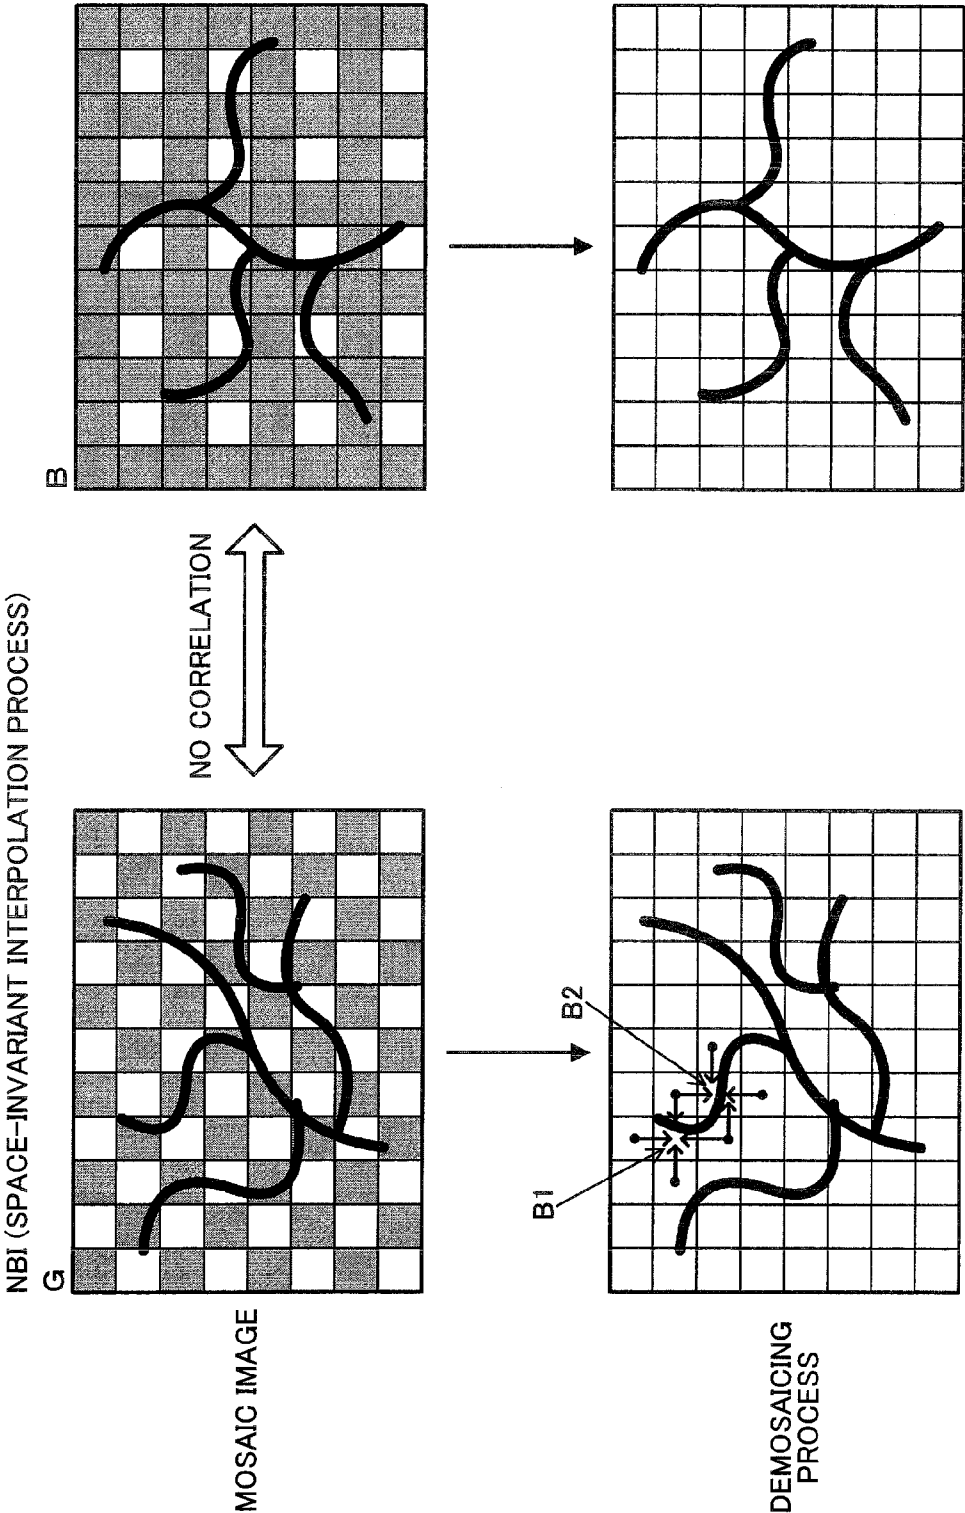 NBI (SPACE-INVARIANT INTERPOLATION PROCESS)
G
B
MOSAIC IMAGE
NO CORRELATION
B1
B2
DEMOSAICING
PROCESS